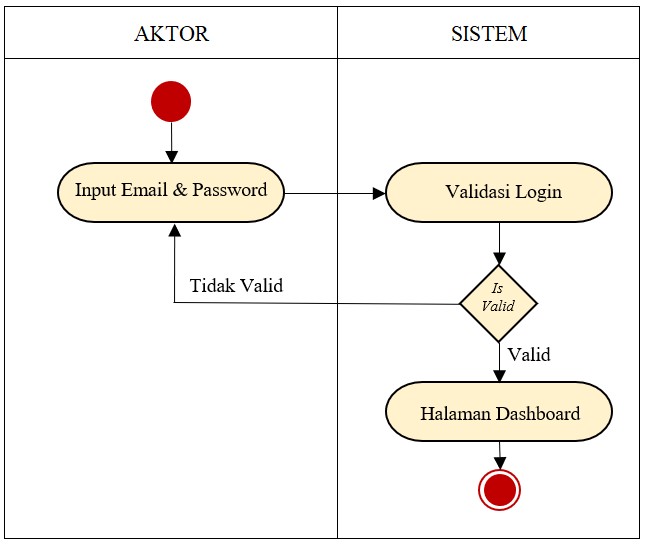 AKTOR
SISTEM
Input Email & Password
Validasi Login
Tidak Valid
Is
Valid
Valid
Halaman Dashboard